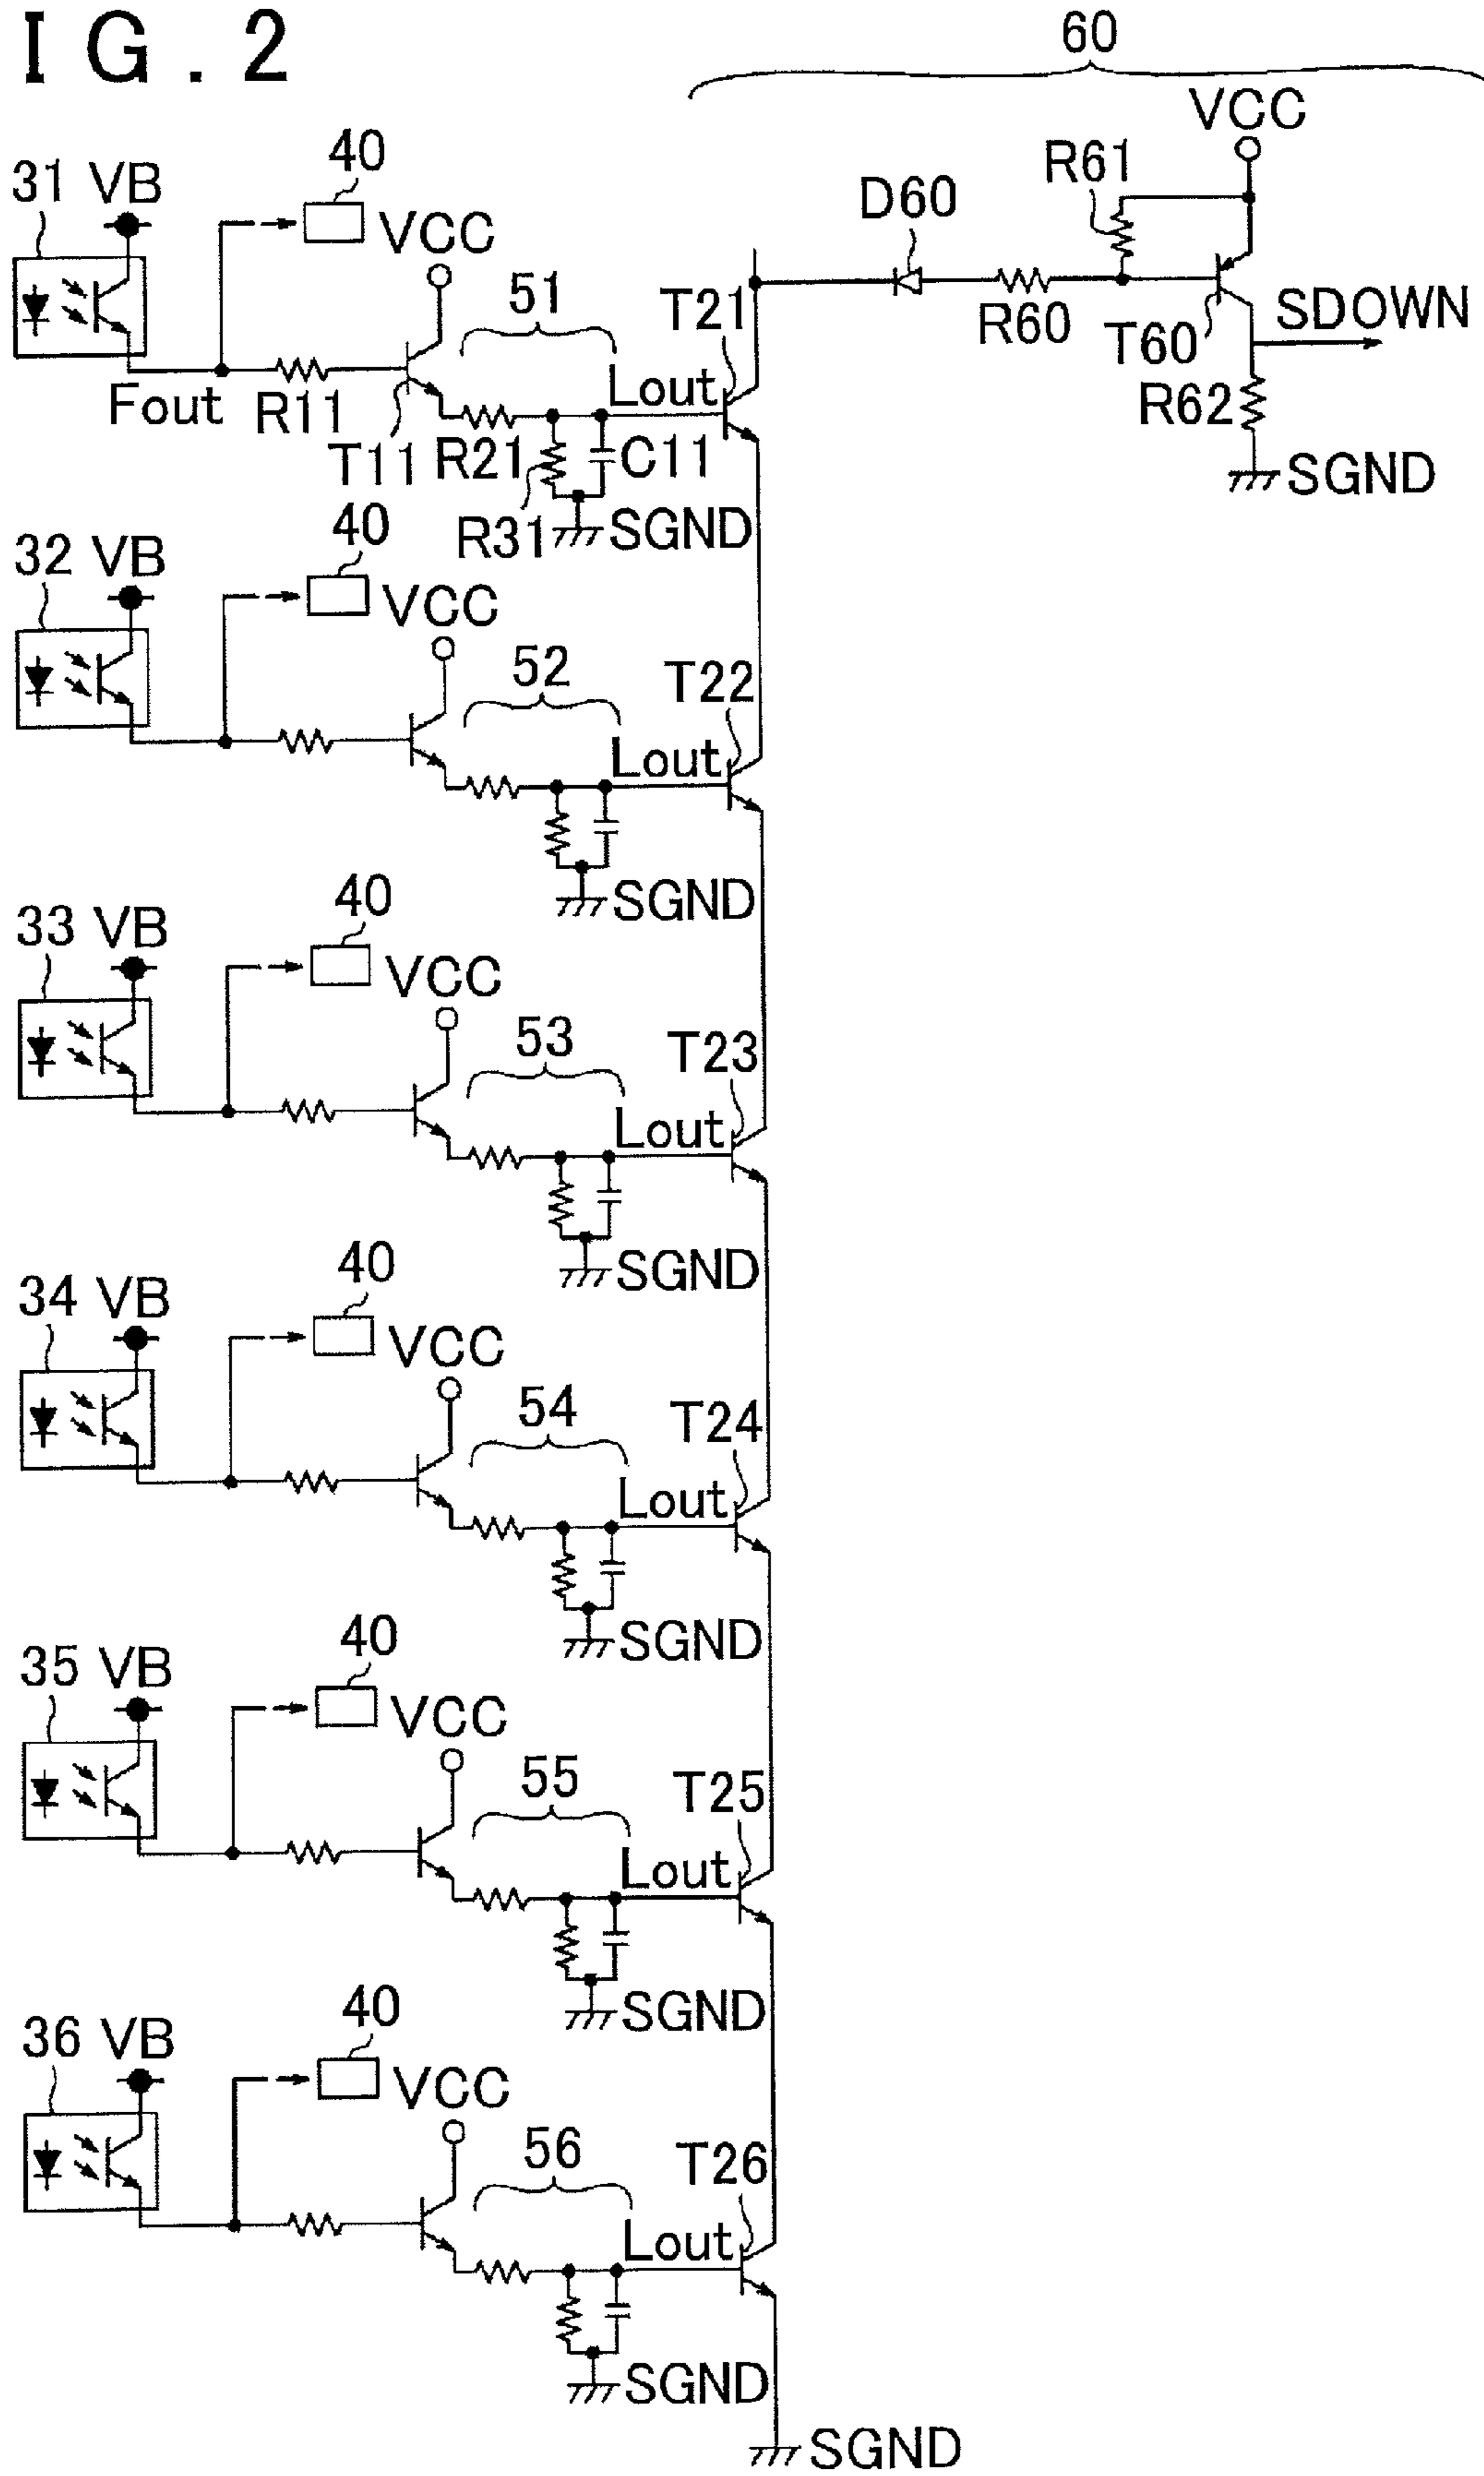 IG.2
60
VCC
R61
D60
R60
T60
SDOWN
R62
SGND
31 VB
40
VCC
51
T21
Lout
Fout
R11
T11
R21
C11
R31
SGND
32 VB
40
VCC
52
T22
Lout
SGND
33 VB
40
VCC
53
T23
Lout
SGND
34 VB
40
VCC
54
T24
Lout
SGND
35 VB
40
VCC
55
T25
Lout
SGND
36 VB
40
VCC
56
T26
Lout
SGND
SGND